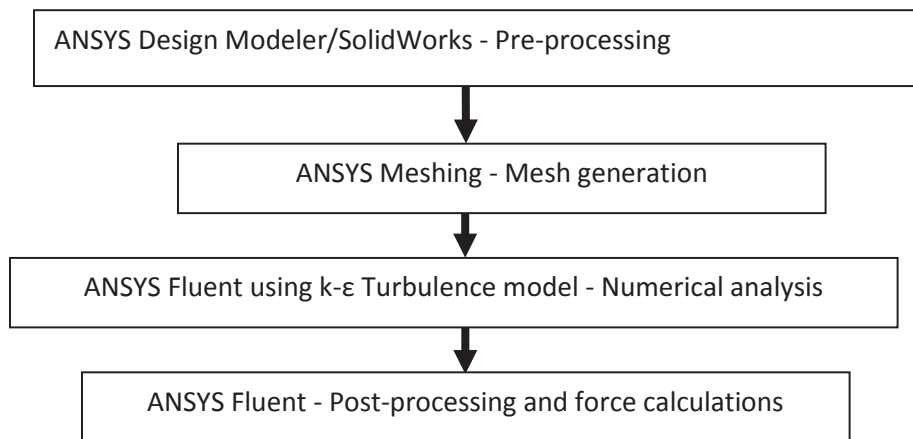 ANSYS Design Modeler/SolidWorks - Pre-processing
ANSYS Meshing - Mesh generation
ANSYS Fluent using k-ε Turbulence model - Numerical analysis
ANSYS Fluent - Post-processing and force calculations